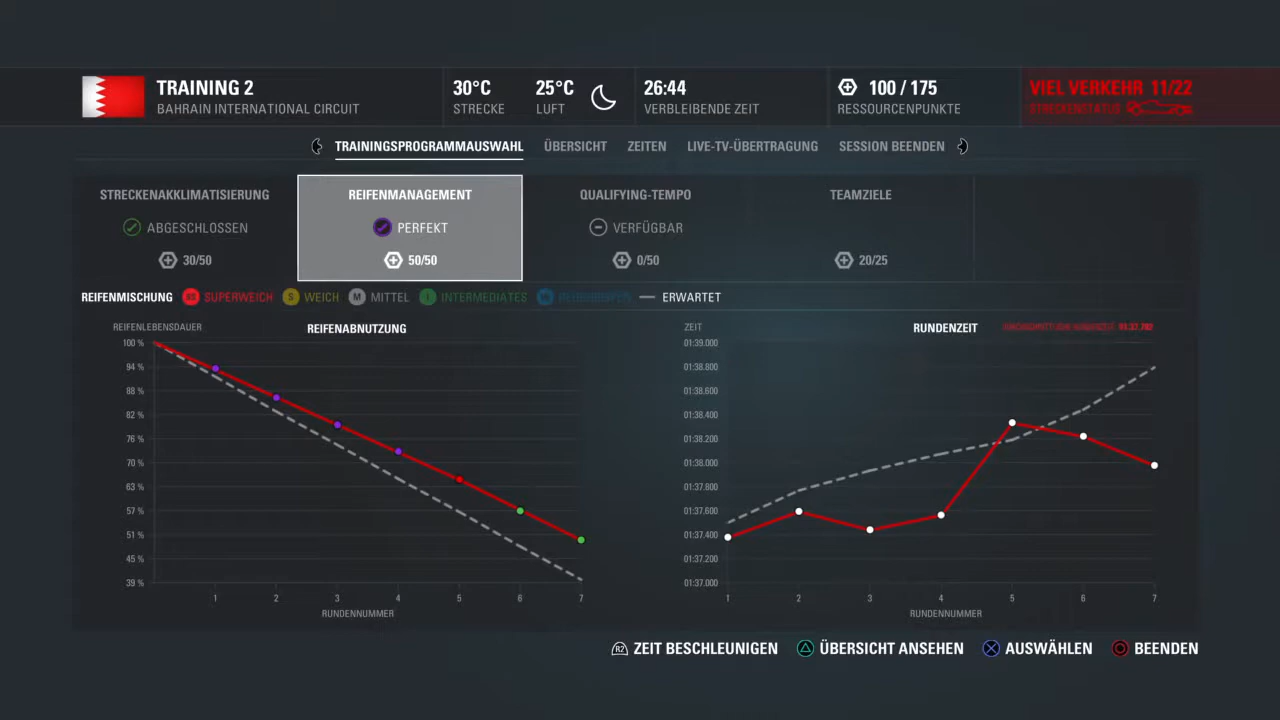 TRAINING 2
BAHRAIN INTERNATIONAL CIRCUIT
30°C
STRECKE
25°C
LUFT
26:44
VERBLEIBENDE ZEIT
100 / 175
RESSOURCENPUNKTE
VIEL VERKEHR 11/22
STRECKENSTATUS
TRAININGSPROGRAMMAUSWAHL ÜBERSICHT ZEITEN LIVE-TV-ÜBERTRAGUNG SESSION BEENDEN
STRECKENAKKLIMATISIERUNG
ABGESCHLOSSEN
30/50
REIFENMANAGEMENT
PERFEKT
50/50
QUALIFYING-TEMPO
VERFÜGBAR
0/50
TEAMZIELE
20/25
REIFENMISCHUNG SS SUPERWEICH S WEICH M MITTEL I INTERMEDIATES W ERWARTET
REIFENLEBENSDAUER
REIFENABNUTZUNG
100 %
94 %
88 %
82 %
76 %
70 %
63 %
57 %
51 %
45 %
39 %
1 2 3 4 5 6 7
RUNDENNUMMER
ZEIT
RUNDENZEIT
01:37.782
01:39.000
01:38.800
01:38.600
01:38.400
01:38.200
01:38.000
01:37.800
01:37.600
01:37.400
01:37.200
01:37.000
1 2 3 4 5 6 7
RUNDENNUMMER
R2 ZEIT BESCHLEUNIGEN ÜBERSICHT ANSEHEN AUSWÄHLEN BEENDEN